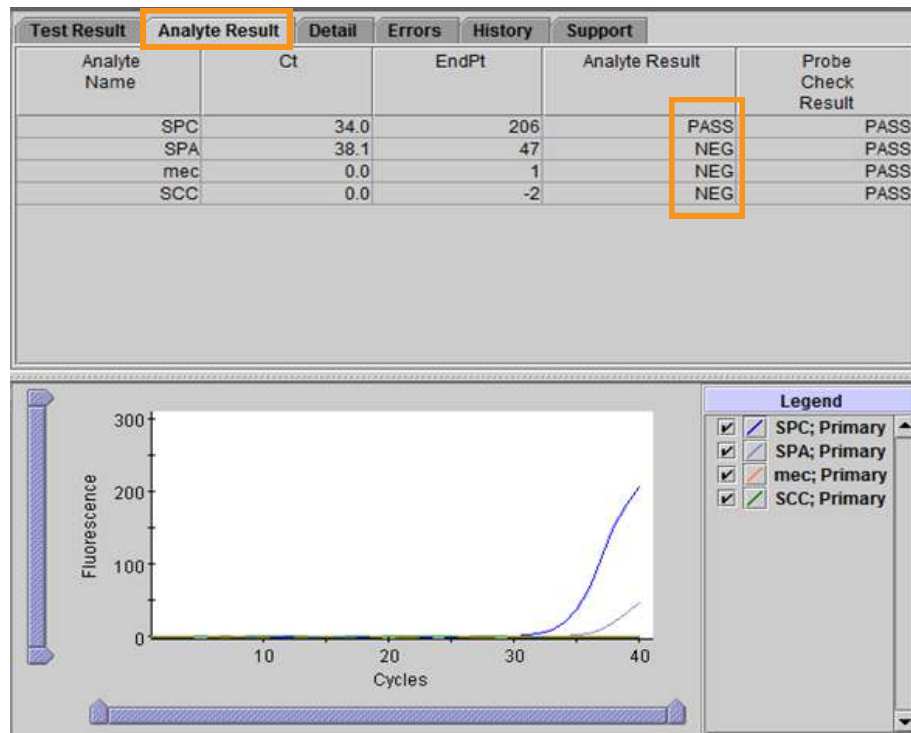 Test Result Analyte Result Detail Errors History Support
Analyte Name Ct EndPt Analyte Result Probe Check Result
SPC 34.0 206 PASS PASS
SPA 38.1 47 NEG PASS
mec 0.0 1 NEG PASS
SCC 0.0 -2 NEG PASS
Legend
SPC; Primary
SPA; Primary
mec; Primary
SCC; Primary
Fluorescence
300
200
100
0
10 20 30 40
Cycles